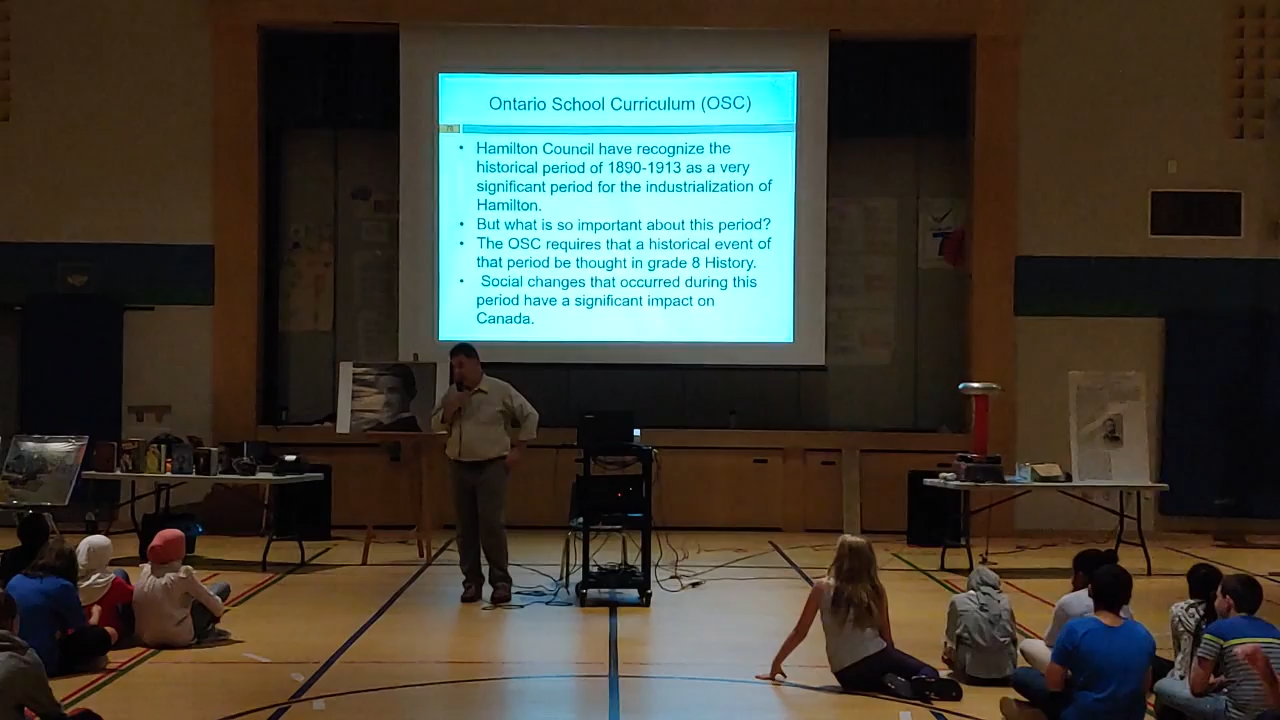 Ontario School Curriculum (OSC)
• Hamilton Council have recognize the
historical period of 1890-1913 as a very
significant period for the industrialization of
Hamilton.
• But what is so important about this period?
• The OSC requires that a historical event of
that period be thought in grade 8 History.
• Social changes that occurred during this
period have a significant impact on
Canada.